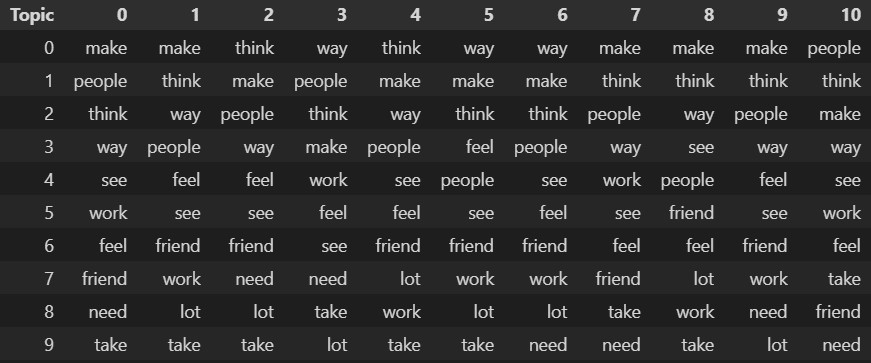 Topic 0 1 2 3 4 5 6 7 8 9 10
0 make make think way think way way make make make people
1 people think make people make make make think think think think
2 think way people think way think think people way people make
3 way people way make people feel people way see way way
4 see feel feel work see people see work people feel see
5 work see see feel feel see feel see friend see work
6 feel friend friend see friend friend friend feel feel friend feel
7 friend work need need lot work work friend lot work take
8 need lot lot take work lot lot take work need friend
9 take take take lot take take need need take lot need